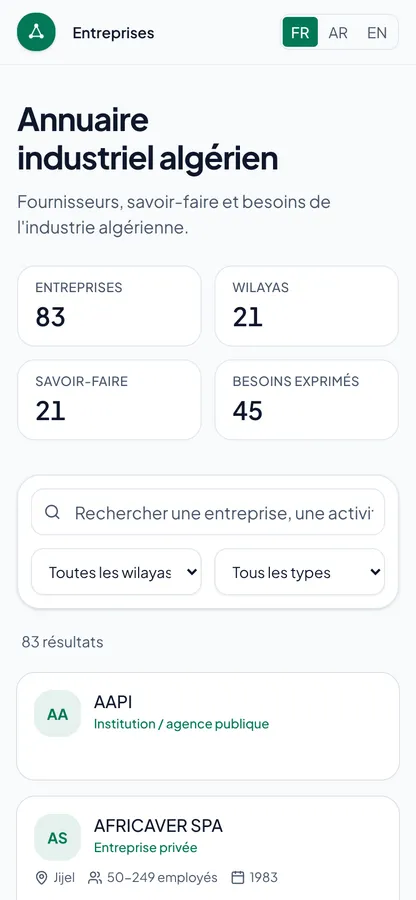 Entreprises
FR AR EN
Annuaire
industriel algérien
Fournisseurs, savoir-faire et besoins de
l'industrie algérienne.
ENTREPRISES
83
WILAYAS
21
SAVOIR-FAIRE
21
BESOINS EXPRIMÉS
45
Rechercher une entreprise, une activi
Toutes les wilayas
Tous les types
83 résultats
AA
AAPI
Institution / agence publique
AS
AFRICAVER SPA
Entreprise privée
Jijel 50–249 employés 1983